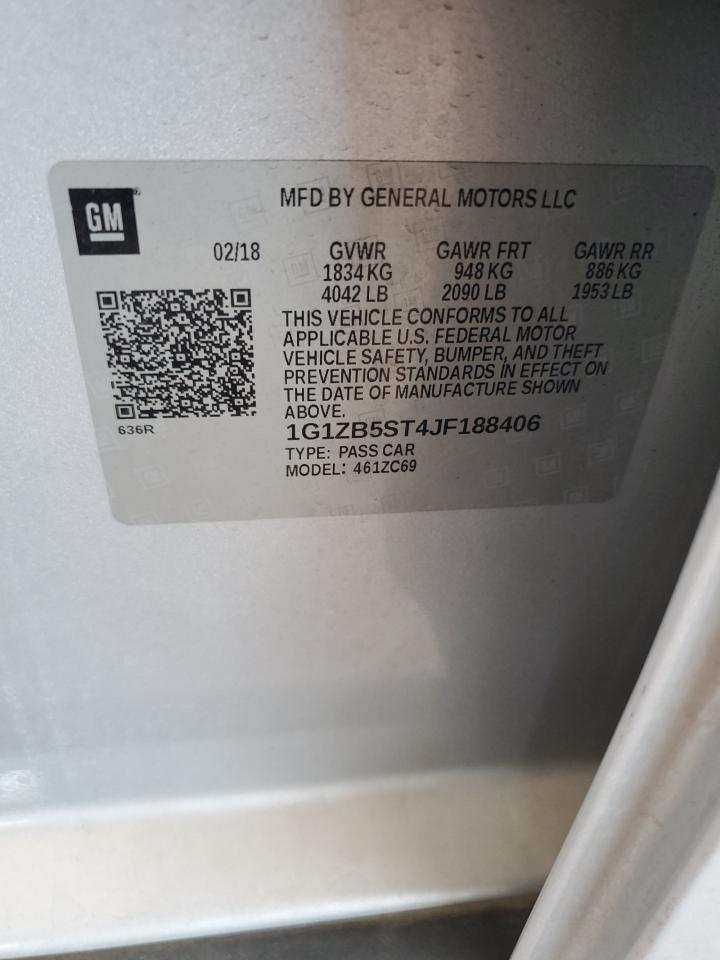 GM
MFD BY GENERAL MOTORS LLC
02/18 GVWR GAWR FRT GAWR RR
1834 KG 948 KG 886 KG
4042 LB 2090 LB 1953 LB
THIS VEHICLE CONFORMS TO ALL
APPLICABLE U.S. FEDERAL MOTOR
VEHICLE SAFETY, BUMPER, AND THEFT
PREVENTION STANDARDS IN EFFECT ON
THE DATE OF MANUFACTURE SHOWN
ABOVE.
636R
1G1ZB5ST4JF188406
TYPE: PASS CAR
MODEL: 461ZC69